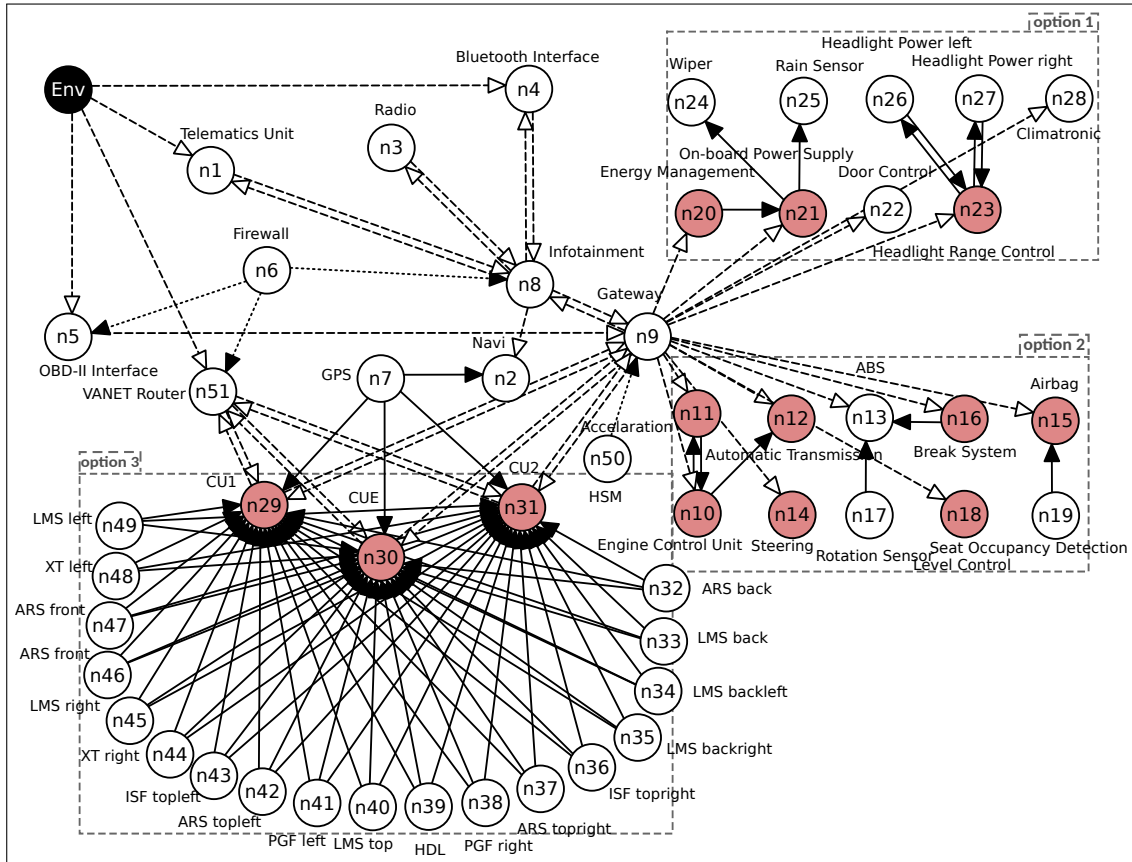 option 1
Headlight Power left
Bluetooth Interface
Wiper
Rain Sensor
Headlight Power right
Env
n4
n24
n25
n26
n27
n28
Radio
Telematics Unit
Climatronic
n3
n1
On-board Power Supply
Energy Management
Door Control
n20
n21
n22
n23
Firewall
Infotainment
Headlight Range Control
n6
n8
Gateway
n5
n9
Navi
option 2
OBD-II Interface
GPS
n7
n2
ABS
Airbag
VANET Router
n51
n11
n12
n13
n16
n15
Accelaration
Automatic Transmission
Break System
option 3
n50
CU1
CU2
HSM
CUE
n29
n31
n49
LMS left
n10
n14
n17
n18
n19
Engine Control Unit
Steering
Rotation Sensor
Seat Occupancy Detection
Level Control
n30
XT left
n48
n32
ARS back
ARS front
n47
n33
LMS back
ARS front
n46
n34
LMS backleft
LMS right
n45
n35
LMS backright
XT right
n44
n36
ISF topright
ISF topleft
n43
n42
n41
n40
n39
n38
n37
ARS topleft
ARS topright
PGF left
LMS top
HDL
PGF right